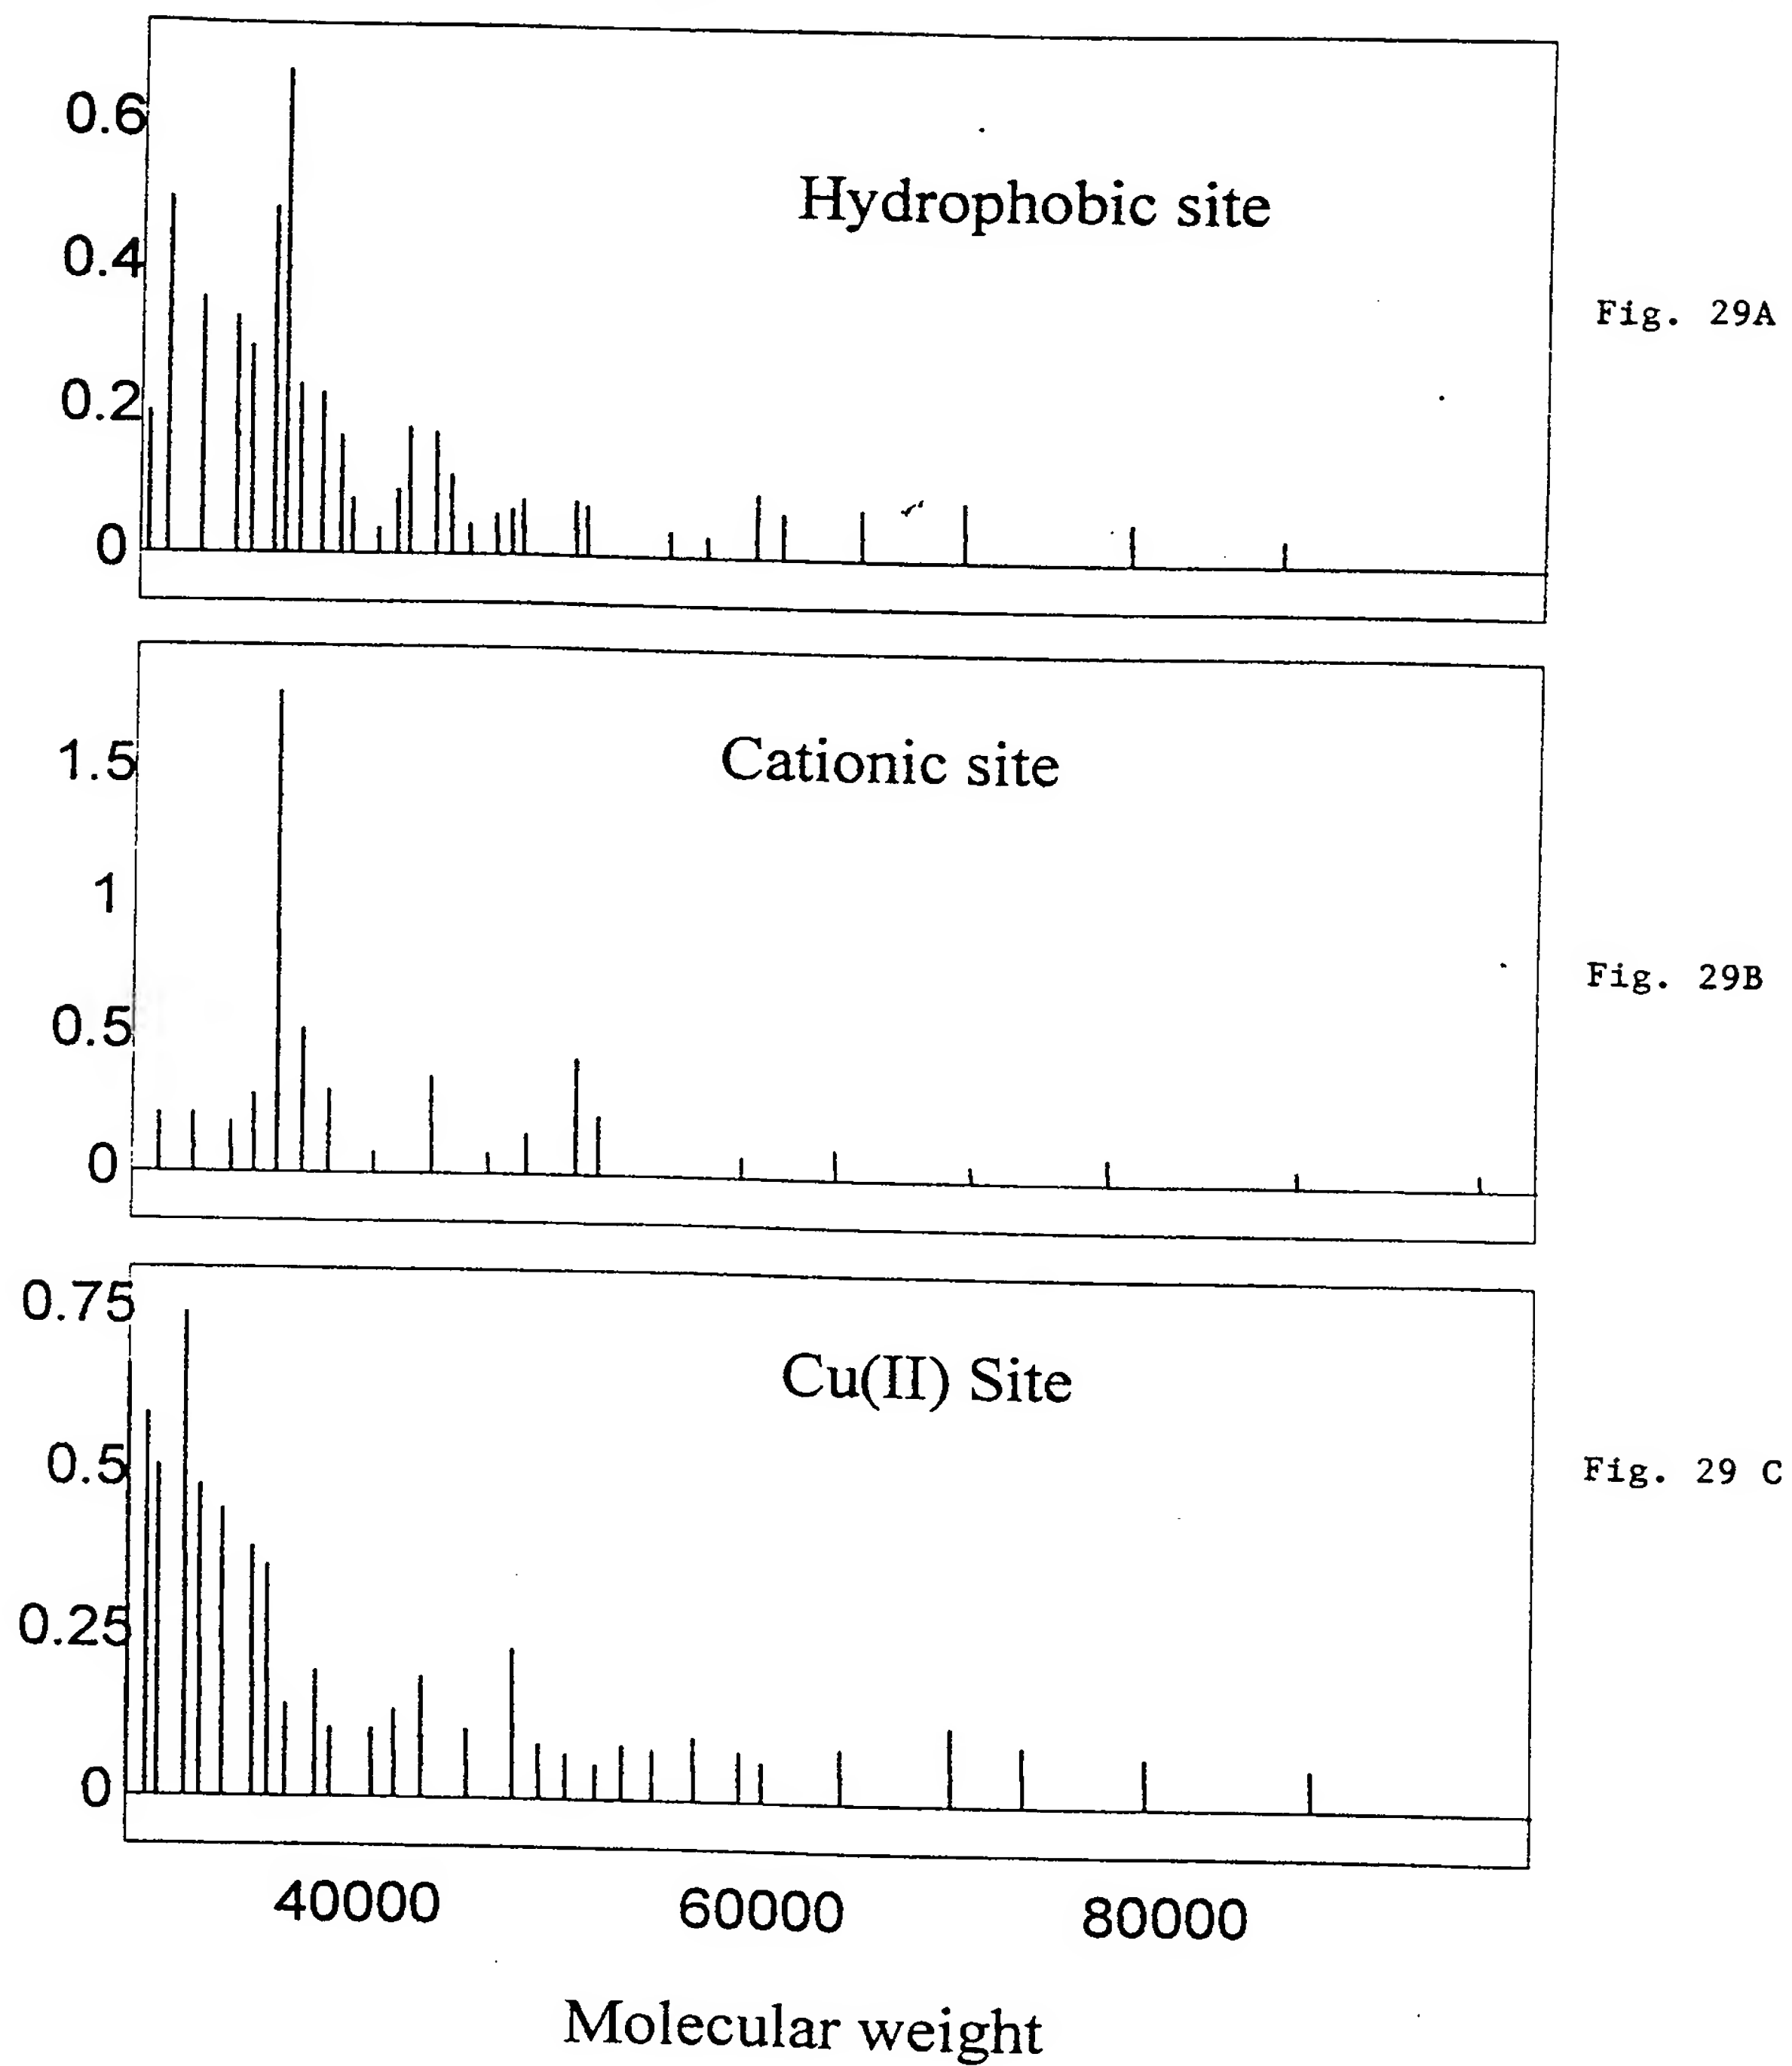 0.6
Hydrophobic site
0.4
Fig. 29A
0.2
0
1.5
Cationic site
1
Fig. 29B
0.5
0
0.75
Cu(II) Site
0.5
Fig. 29 C
0.25
0
40000 60000 80000
Molecular weight